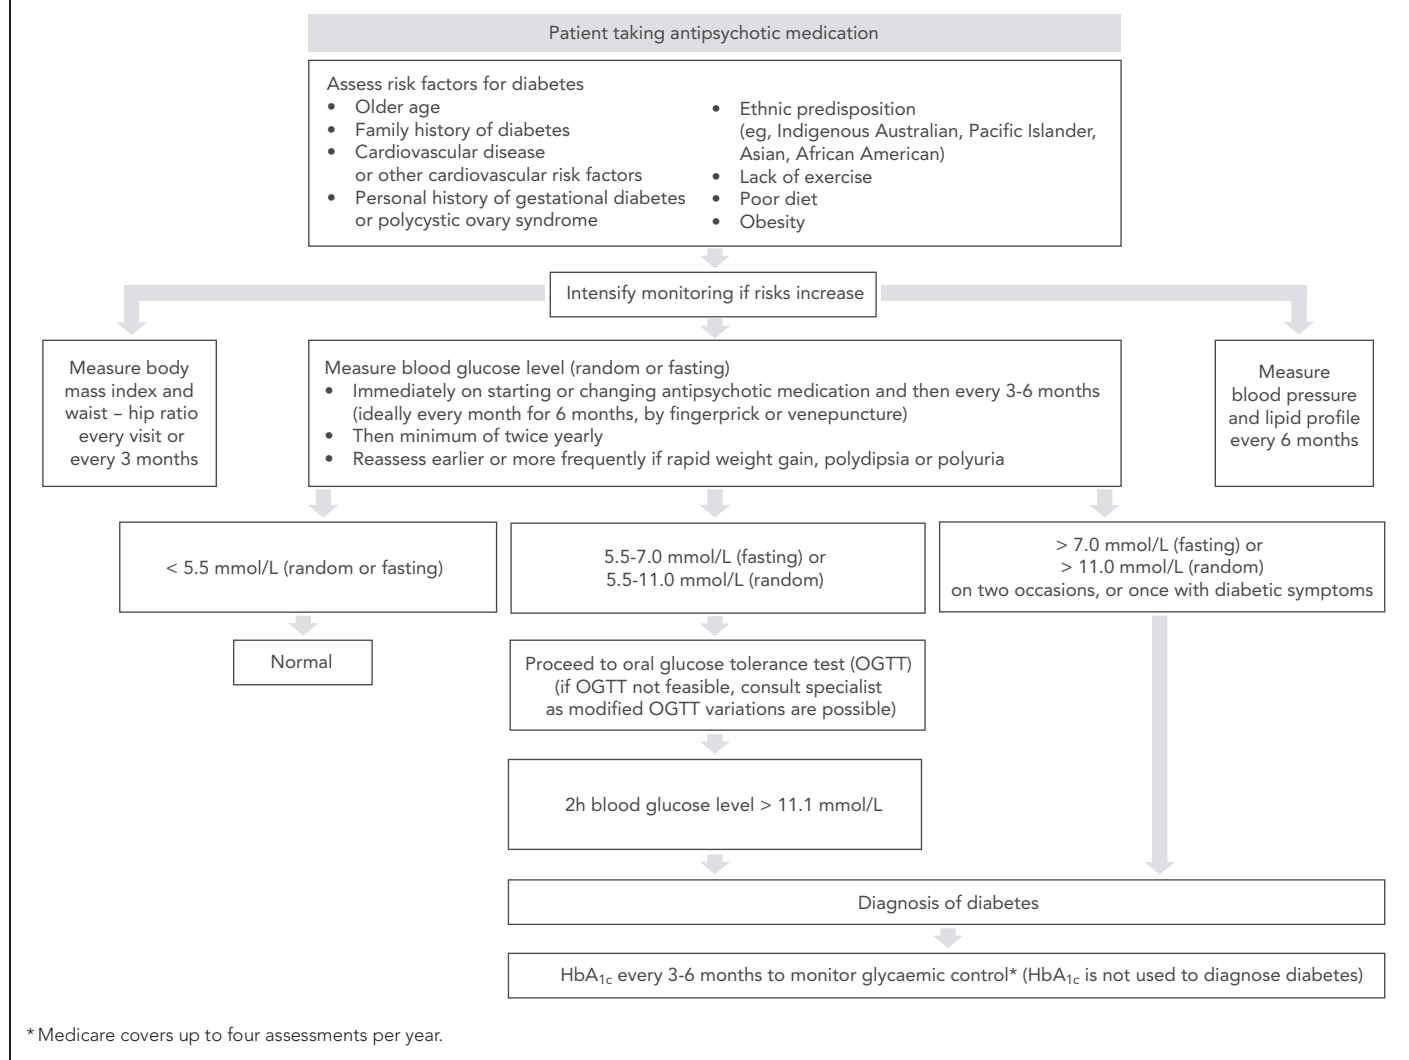 Patient taking antipsychotic medication
Assess risk factors for diabetes
• Older age
• Family history of diabetes
• Cardiovascular disease
or other cardiovascular risk factors
• Personal history of gestational diabetes
or polycystic ovary syndrome
• Ethnic predisposition
(eg, Indigenous Australian, Pacific Islander,
Asian, African American)
• Lack of exercise
• Poor diet
• Obesity
Intensify monitoring if risks increase
Measure body
mass index and
waist – hip ratio
every visit or
every 3 months
Measure blood glucose level (random or fasting)
• Immediately on starting or changing antipsychotic medication and then every 3-6 months
(ideally every month for 6 months, by fingerprick or venepuncture)
• Then minimum of twice yearly
• Reassess earlier or more frequently if rapid weight gain, polydipsia or polyuria
Measure
blood pressure
and lipid profile
every 6 months
< 5.5 mmol/L (random or fasting)
5.5-7.0 mmol/L (fasting) or
5.5-11.0 mmol/L (random)
> 7.0 mmol/L (fasting) or
> 11.0 mmol/L (random)
on two occasions, or once with diabetic symptoms
Normal
Proceed to oral glucose tolerance test (OGTT)
(if OGTT not feasible, consult specialist
as modified OGTT variations are possible)
2h blood glucose level > 11.1 mmol/L
Diagnosis of diabetes
HbA1c every 3-6 months to monitor glycaemic control* (HbA1c is not used to diagnose diabetes)
* Medicare covers up to four assessments per year.